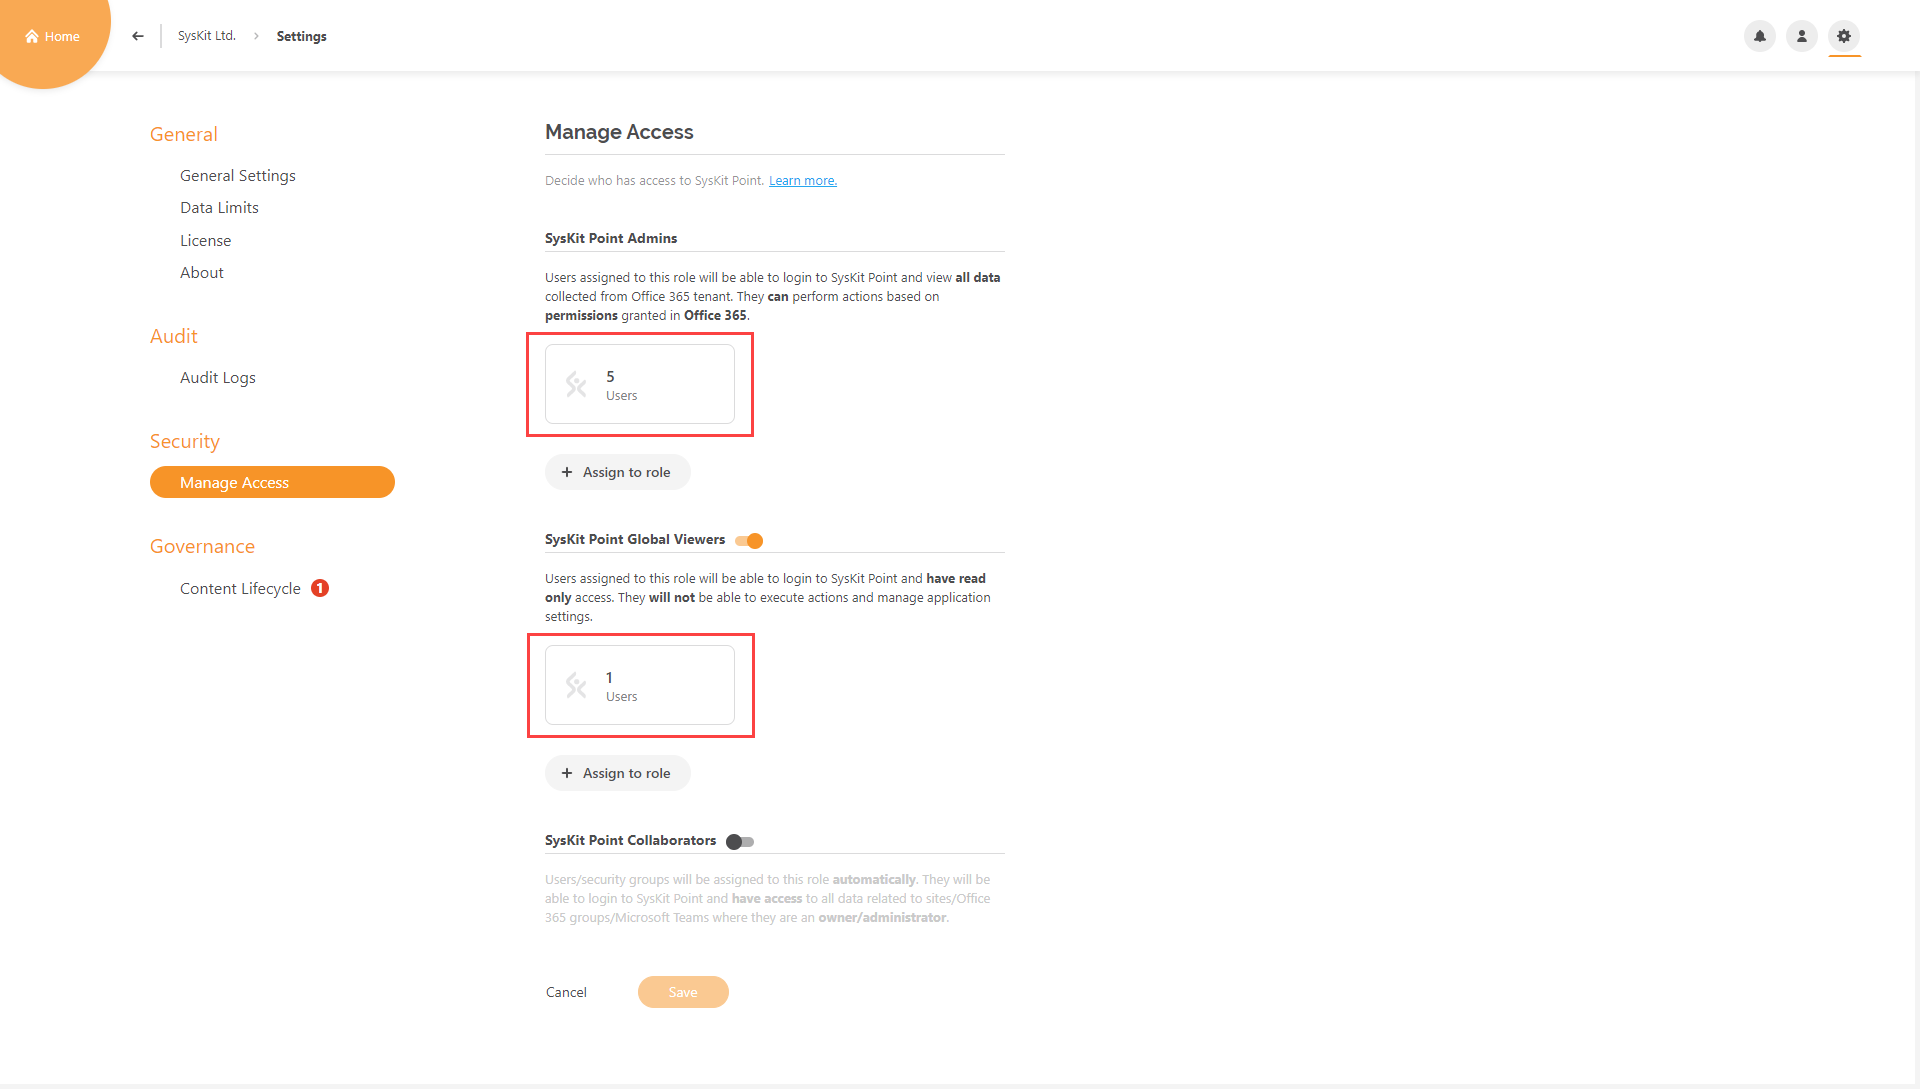 Home
SysKit Ltd. > Settings
General
General Settings
Data Limits
License
About
Audit
Audit Logs
Security
Manage Access
Governance
Content Lifecycle 1
Manage Access
Decide who has access to SysKit Point. Learn more.
SysKit Point Admins
Users assigned to this role will be able to login to SysKit Point and view all data
collected from Office 365 tenant. They can perform actions based on
permissions granted in Office 365.
5
Users
+ Assign to role
SysKit Point Global Viewers
Users assigned to this role will be able to login to SysKit Point and have read
only access. They will not be able to execute actions and manage application
settings.
1
Users
+ Assign to role
SysKit Point Collaborators
Users/security groups will be assigned to this role automatically. They will be
able to login to SysKit Point and have access to all data related to sites/Office
365 groups/Microsoft Teams where they are an owner/administrator.
Cancel
Save